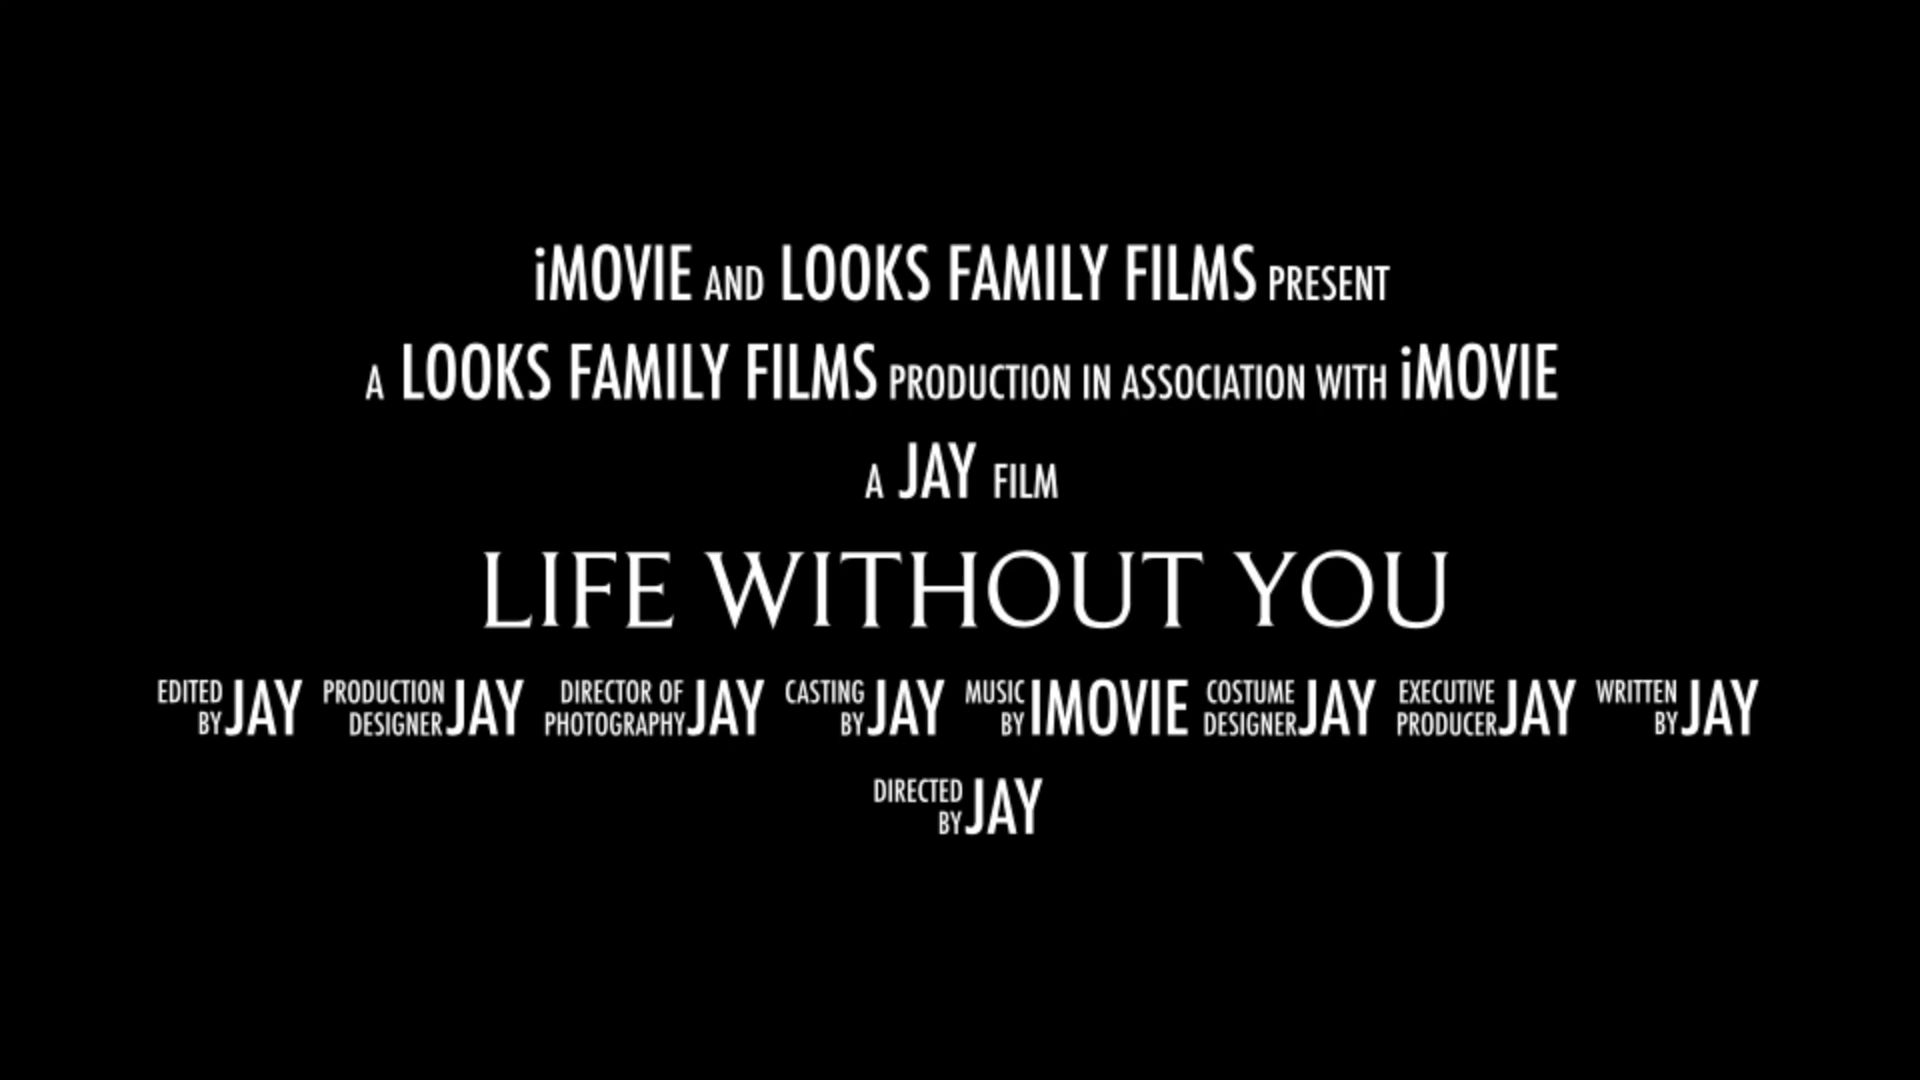 iMOVIE AND LOOKS FAMILY FILMS PRESENT
A LOOKS FAMILY FILMS PRODUCTION IN ASSOCIATION WITH iMOVIE
A JAY FILM
LIFE WITHOUT YOU
EDITED BY JAY PRODUCTION DESIGNER JAY DIRECTOR OF PHOTOGRAPHY JAY CASTING BY JAY MUSIC BY IMOVIE COSTUME DESIGNER JAY EXECUTIVE PRODUCER JAY WRITTEN BY JAY
DIRECTED BY JAY